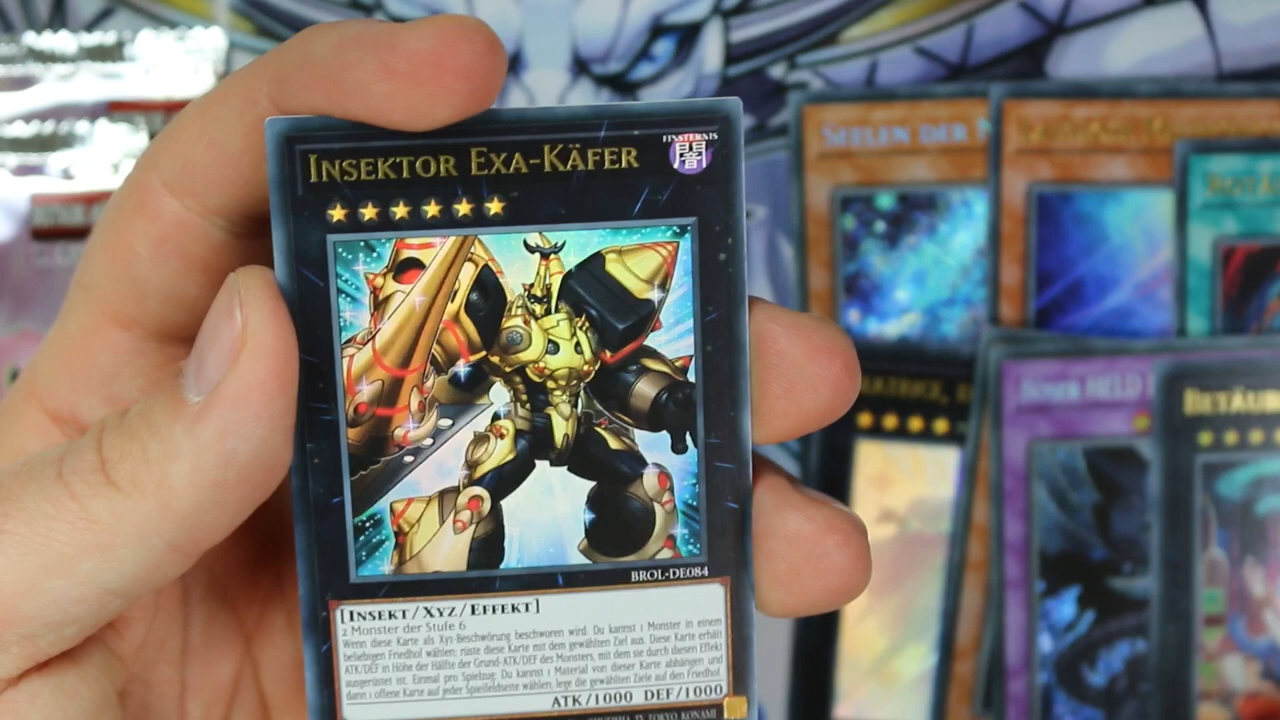 INSEKTOR EXA-KÄFER
FINSTERNIS
闇
BROL-DE084
[INSEKT/XYZ/EFFEKT]
2 Monster der Stufe 6
Wenn diese Karte als Xyz-Beschwörung beschworen wird: Du kannst 1 Monster in einem
beliebigen Friedhof wählen; rüste diese Karte mit dem gewählten Ziel aus. Diese Karte erhält
ATK/DEF in Höhe der Hälfte der Grund-ATK/DEF des Monsters, mit dem sie durch diesen Effekt
ausgerüstet ist. Einmal pro Spielzug: Du kannst 1 Material von dieser Karte abhängen und
dann 1 offene Karte auf jeder Spielfeldseite wählen; lege die gewählten Ziele auf den Friedhof.
ATK/1000 DEF/1000
SEELEN DER
HELD
BETÄUB